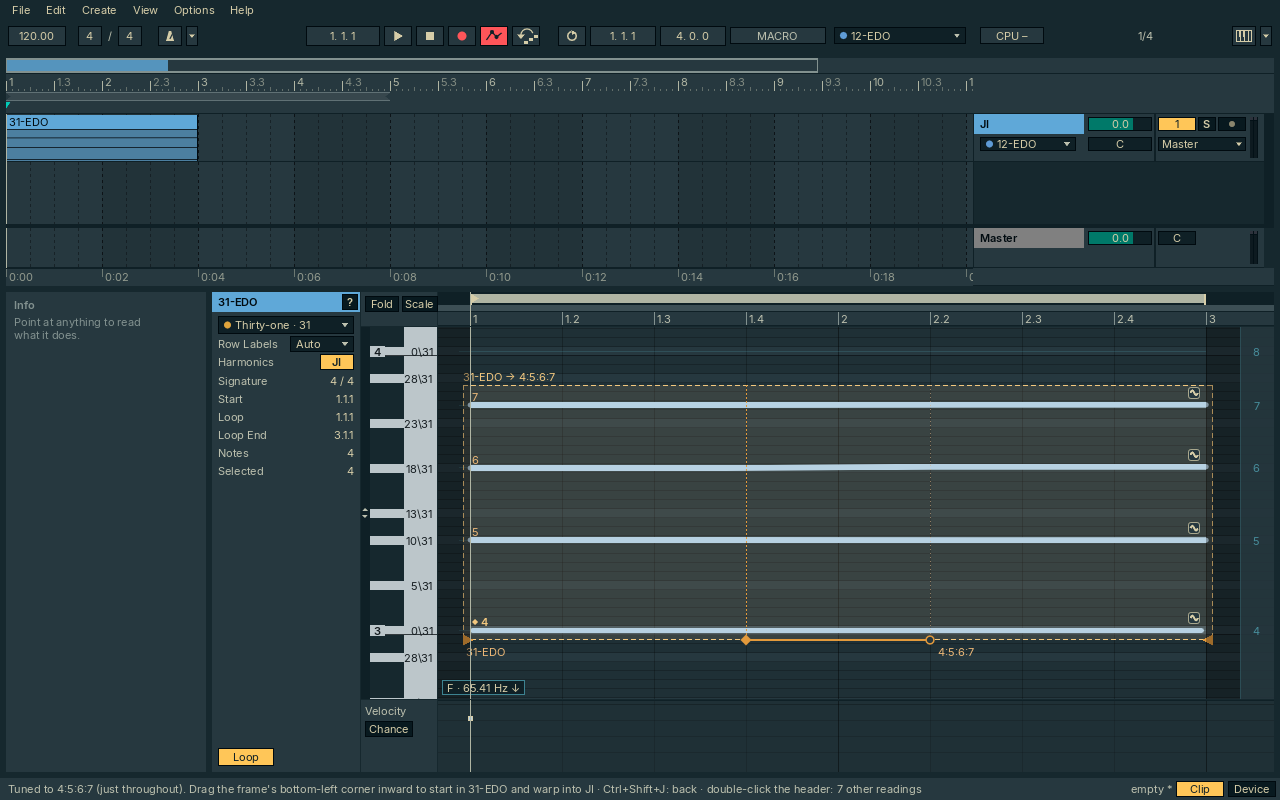 File Edit Create View Options Help
120.00 4 / 4 1. 1. 1 1. 1. 1 4. 0. 0 MACRO 12-EDO CPU – 1/4
1 1.3 2 2.3 3 3.3 4 4.3 5 5.3 6 6.3 7 7.3 8 8.3 9 9.3 10 10.3 1
31-EDO
JI 0.0 1 S
12-EDO C Master
Master 0.0 C
0:00 0:02 0:04 0:06 0:08 0:10 0:12 0:14 0:16 0:18
Info
Point at anything to read
what it does.
31-EDO ?
Thirty-one · 31
Row Labels Auto
Harmonics JI
Signature 4 / 4
Start 1.1.1
Loop 1.1.1
Loop End 3.1.1
Notes 4
Selected 4
Loop
Fold Scale
1 1.2 1.3 1.4 2 2.2 2.3 2.4 3
4 0\31 8
28\31 31-EDO → 4:5:6:7
7 7
23\31
6
18\31 6
13\31
5
10\31 5
5\31
4
3 0\31 4
28\31 31-EDO 4:5:6:7
F · 65.41 Hz ↓
Velocity
Chance
Tuned to 4:5:6:7 (just throughout). Drag the frame's bottom-left corner inward to start in 31-EDO and warp into JI · Ctrl+Shift+J: back · double-click the header: 7 other readings
empty * Clip Device